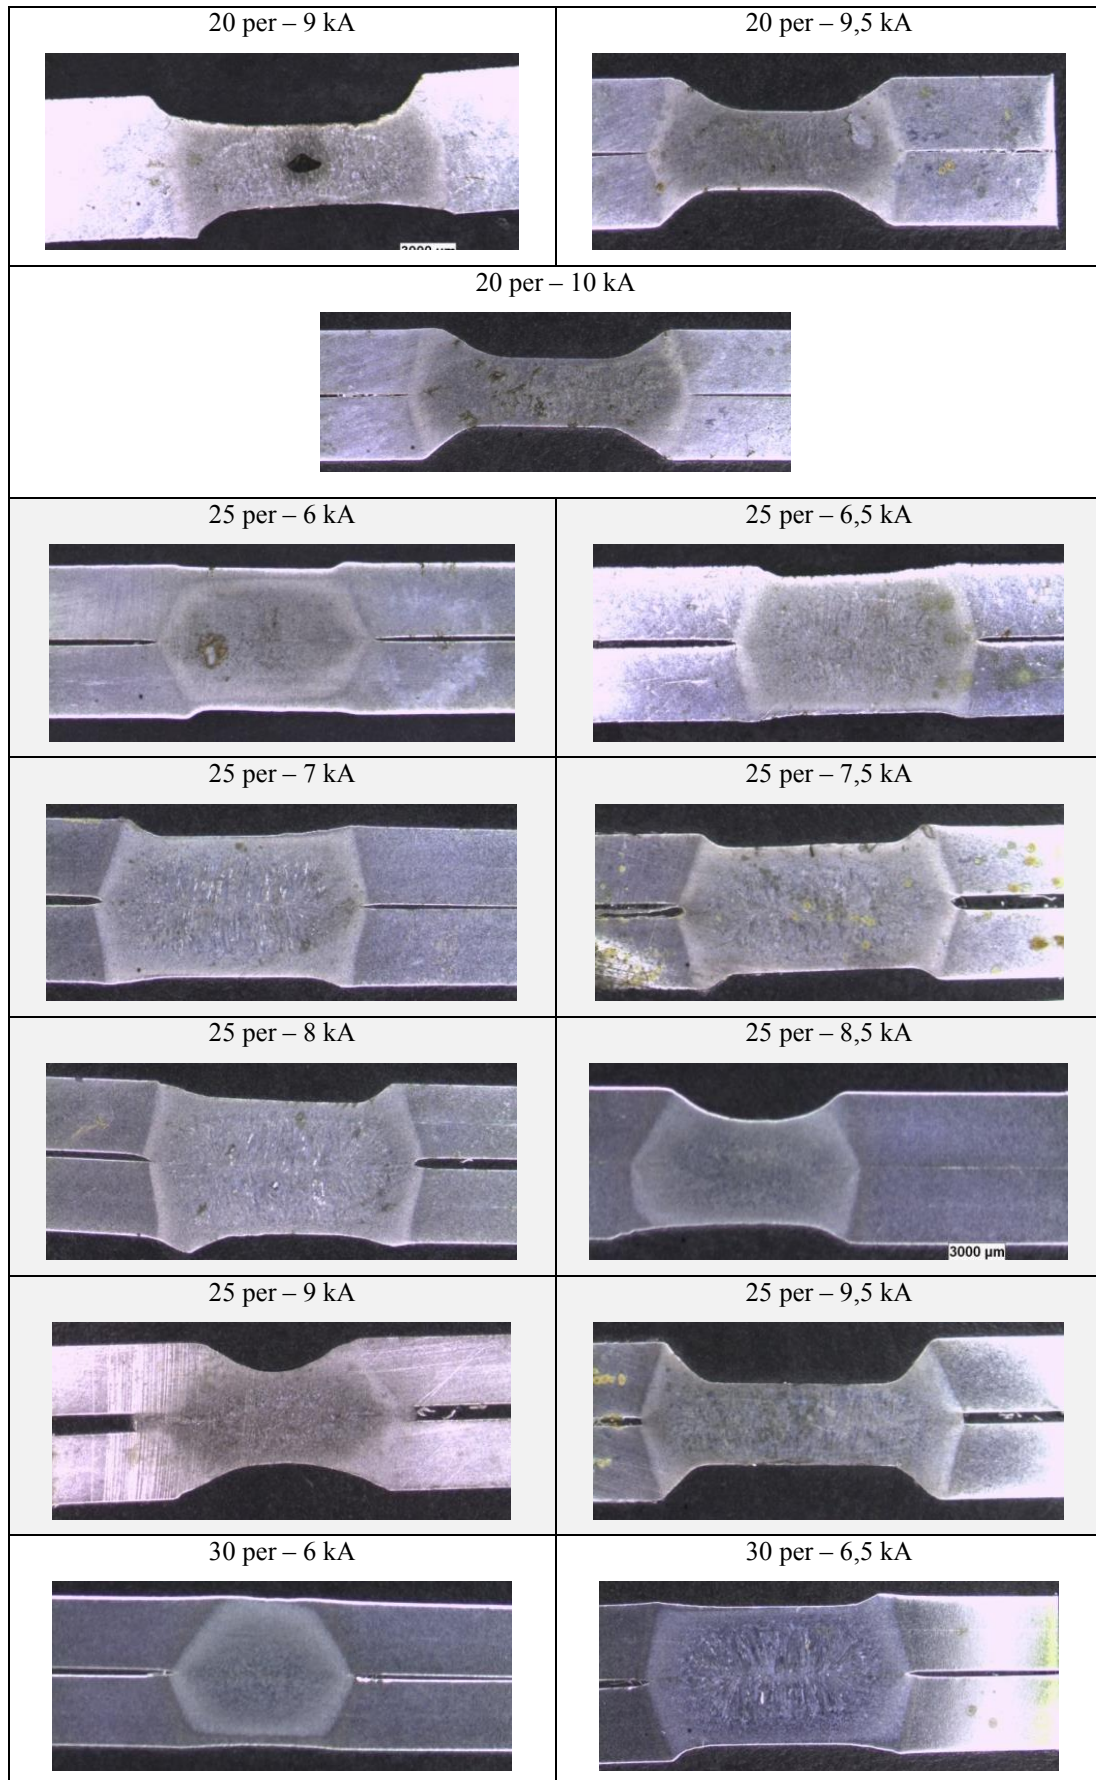 20 per – 9 kA
20 per – 9,5 kA
3000 µm
20 per – 10 kA
25 per – 6 kA
25 per – 6,5 kA
25 per – 7 kA
25 per – 7,5 kA
25 per – 8 kA
25 per – 8,5 kA
3000 µm
25 per – 9 kA
25 per – 9,5 kA
30 per – 6 kA
30 per – 6,5 kA